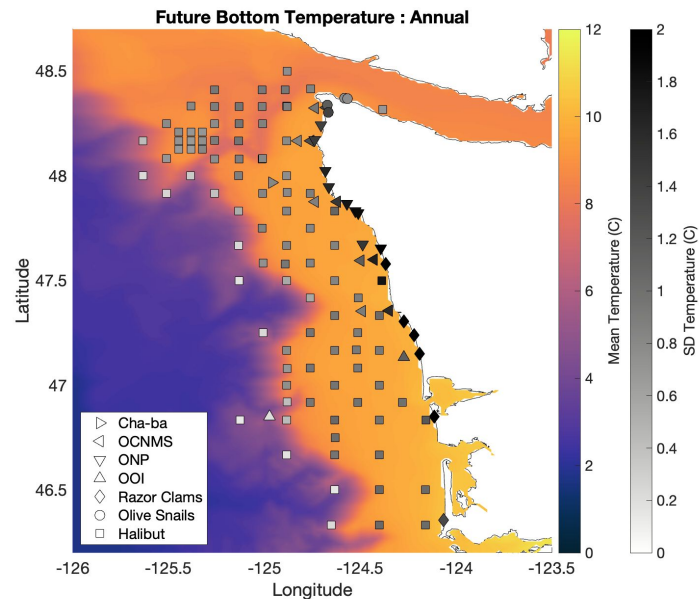 Future Bottom Temperature : Annual
48.5
48
47.5
47
46.5
Latitude
-126
-125.5
-125
-124.5
-124
-123.5
Longitude
Cha-ba
OCNMS
ONP
OOI
Razor Clams
Olive Snails
Halibut
12
10
8
6
4
2
0
Mean Temperature (C)
2
1.8
1.6
1.4
1.2
1
0.8
0.6
0.4
0.2
0
SD Temperature (C)